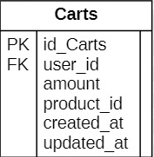 Carts
PK id_Carts
FK user_id
amount
product_id
created_at
updated_at